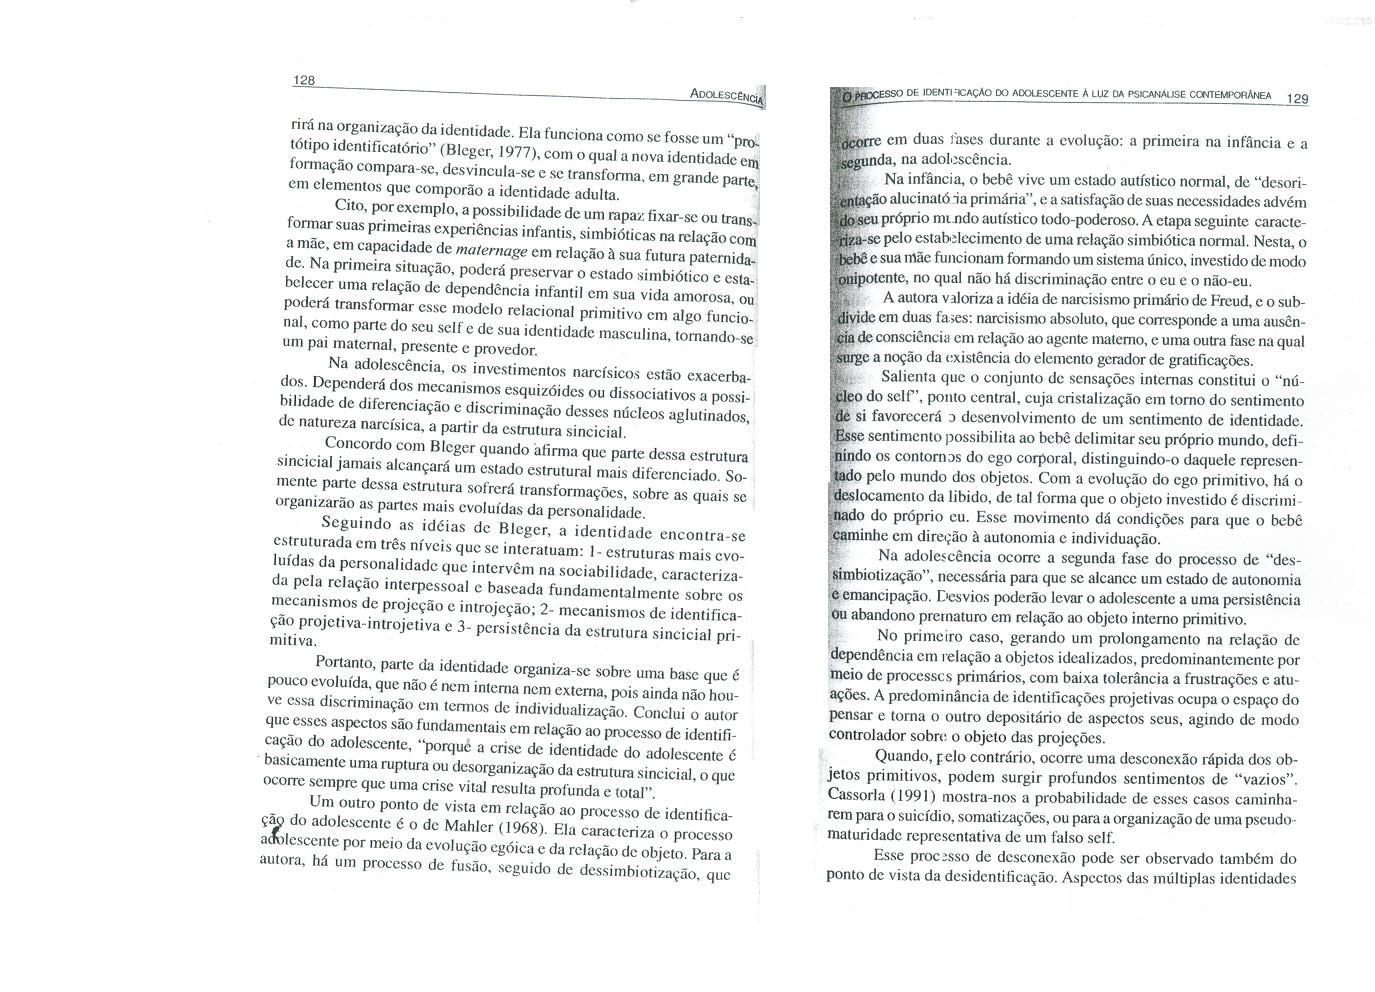 128
ADOLESCÊNCIA
rirá na organização da identidade. Ela funciona como se fosse um “pro-
tótipo identificatório” (Bleger, 1977), com o qual a nova identidade em
formação compara-se, desvincula-se e se transforma, em grande parte,
em elementos que comporão a identidade adulta.
Cito, por exemplo, a possibilidade de um rapaz fixar-se ou trans-
formar suas primeiras experiências infantis, simbióticas na relação com
a mãe, em capacidade de maternage em relação à sua futura paternida-
de. Na primeira situação, poderá preservar o estado simbiótico e esta-
belecer uma relação de dependência infantil em sua vida amorosa, ou
poderá transformar esse modelo relacional primitivo em algo funcio-
nal, como parte do seu self e de sua identidade masculina, tornando-se
um pai maternal, presente e provedor.
Na adolescência, os investimentos narcísicos estão exacerba-
dos. Dependerá dos mecanismos esquizóides ou dissociativos a possi-
bilidade de diferenciação e discriminação desses núcleos aglutinados,
de natureza narcísica, a partir da estrutura sincicial.
Concordo com Bleger quando afirma que parte dessa estrutura
sincicial jamais alcançará um estado estrutural mais diferenciado. So-
mente parte dessa estrutura sofrerá transformações, sobre as quais se
organizarão as partes mais evoluídas da personalidade.
Seguindo as idéias de Bleger, a identidade encontra-se
estruturada em três níveis que se interatuam: 1- estruturas mais evo-
luídas da personalidade que intervêm na sociabilidade, caracteriza-
da pela relação interpessoal e baseada fundamentalmente sobre os
mecanismos de projeção e introjeção; 2- mecanismos de identifica-
ção projetiva-introjetiva e 3- persistência da estrutura sincicial pri-
mitiva.
Portanto, parte da identidade organiza-se sobre uma base que é
pouco evoluída, que não é nem interna nem externa, pois ainda não hou-
ve essa discriminação em termos de individualização. Conclui o autor
que esses aspectos são fundamentais em relação ao processo de identifi-
cação do adolescente, “porque a crise de identidade do adolescente é
basicamente uma ruptura ou desorganização da estrutura sincicial, o que
ocorre sempre que uma crise vital resulta profunda e total”.
Um outro ponto de vista em relação ao processo de identifica-
ção do adolescente é o de Mahler (1968). Ela caracteriza o processo
adolescente por meio da evolução egóica e da relação de objeto. Para a
autora, há um processo de fusão, seguido de dessimbiotização, que
O PROCESSO DE IDENTIFICAÇÃO DO ADOLESCENTE À LUZ DA PSICANÁLISE CONTEMPORÂNEA 129
ocorre em duas fases durante a evolução: a primeira na infância e a
segunda, na adolescência.
Na infância, o bebê vive um estado autístico normal, de “desori-
entação alucinatória primária”, e a satisfação de suas necessidades advém
do seu próprio mundo autístico todo-poderoso. A etapa seguinte caracte-
riza-se pelo estabelecimento de uma relação simbiótica normal. Nesta, o
bebê e sua mãe funcionam formando um sistema único, investido de modo
onipotente, no qual não há discriminação entre o eu e o não-eu.
A autora valoriza a idéia de narcisismo primário de Freud, e o sub-
divide em duas fases: narcisismo absoluto, que corresponde a uma ausên-
cia de consciência em relação ao agente materno, e uma outra fase na qual
surge a noção da existência do elemento gerador de gratificações.
Salienta que o conjunto de sensações internas constitui o “nú-
cleo do self”, ponto central, cuja cristalização em torno do sentimento
de si favorecerá o desenvolvimento de um sentimento de identidade.
Esse sentimento possibilita ao bebê delimitar seu próprio mundo, defi-
nindo os contornos do ego corporal, distinguindo-o daquele represen-
tado pelo mundo dos objetos. Com a evolução do ego primitivo, há o
deslocamento da libido, de tal forma que o objeto investido é discrimi-
nado do próprio eu. Esse movimento dá condições para que o bebê
caminhe em direção à autonomia e individuação.
Na adolescência ocorre a segunda fase do processo de “des-
simbiotização”, necessária para que se alcance um estado de autonomia
e emancipação. Desvios poderão levar o adolescente a uma persistência
ou abandono prematuro em relação ao objeto interno primitivo.
No primeiro caso, gerando um prolongamento na relação de
dependência em relação a objetos idealizados, predominantemente por
meio de processos primários, com baixa tolerância a frustrações e atu-
ações. A predominância de identificações projetivas ocupa o espaço do
pensar e torna o outro depositário de aspectos seus, agindo de modo
controlador sobre o objeto das projeções.
Quando, pelo contrário, ocorre uma desconexão rápida dos ob-
jetos primitivos, podem surgir profundos sentimentos de “vazios”.
Cassorla (1991) mostra-nos a probabilidade de esses casos caminha-
rem para o suicídio, somatizações, ou para a organização de uma pseudo-
maturidade representativa de um falso self.
Esse processo de desconexão pode ser observado também do
ponto de vista da desidentificação. Aspectos das múltiplas identidades